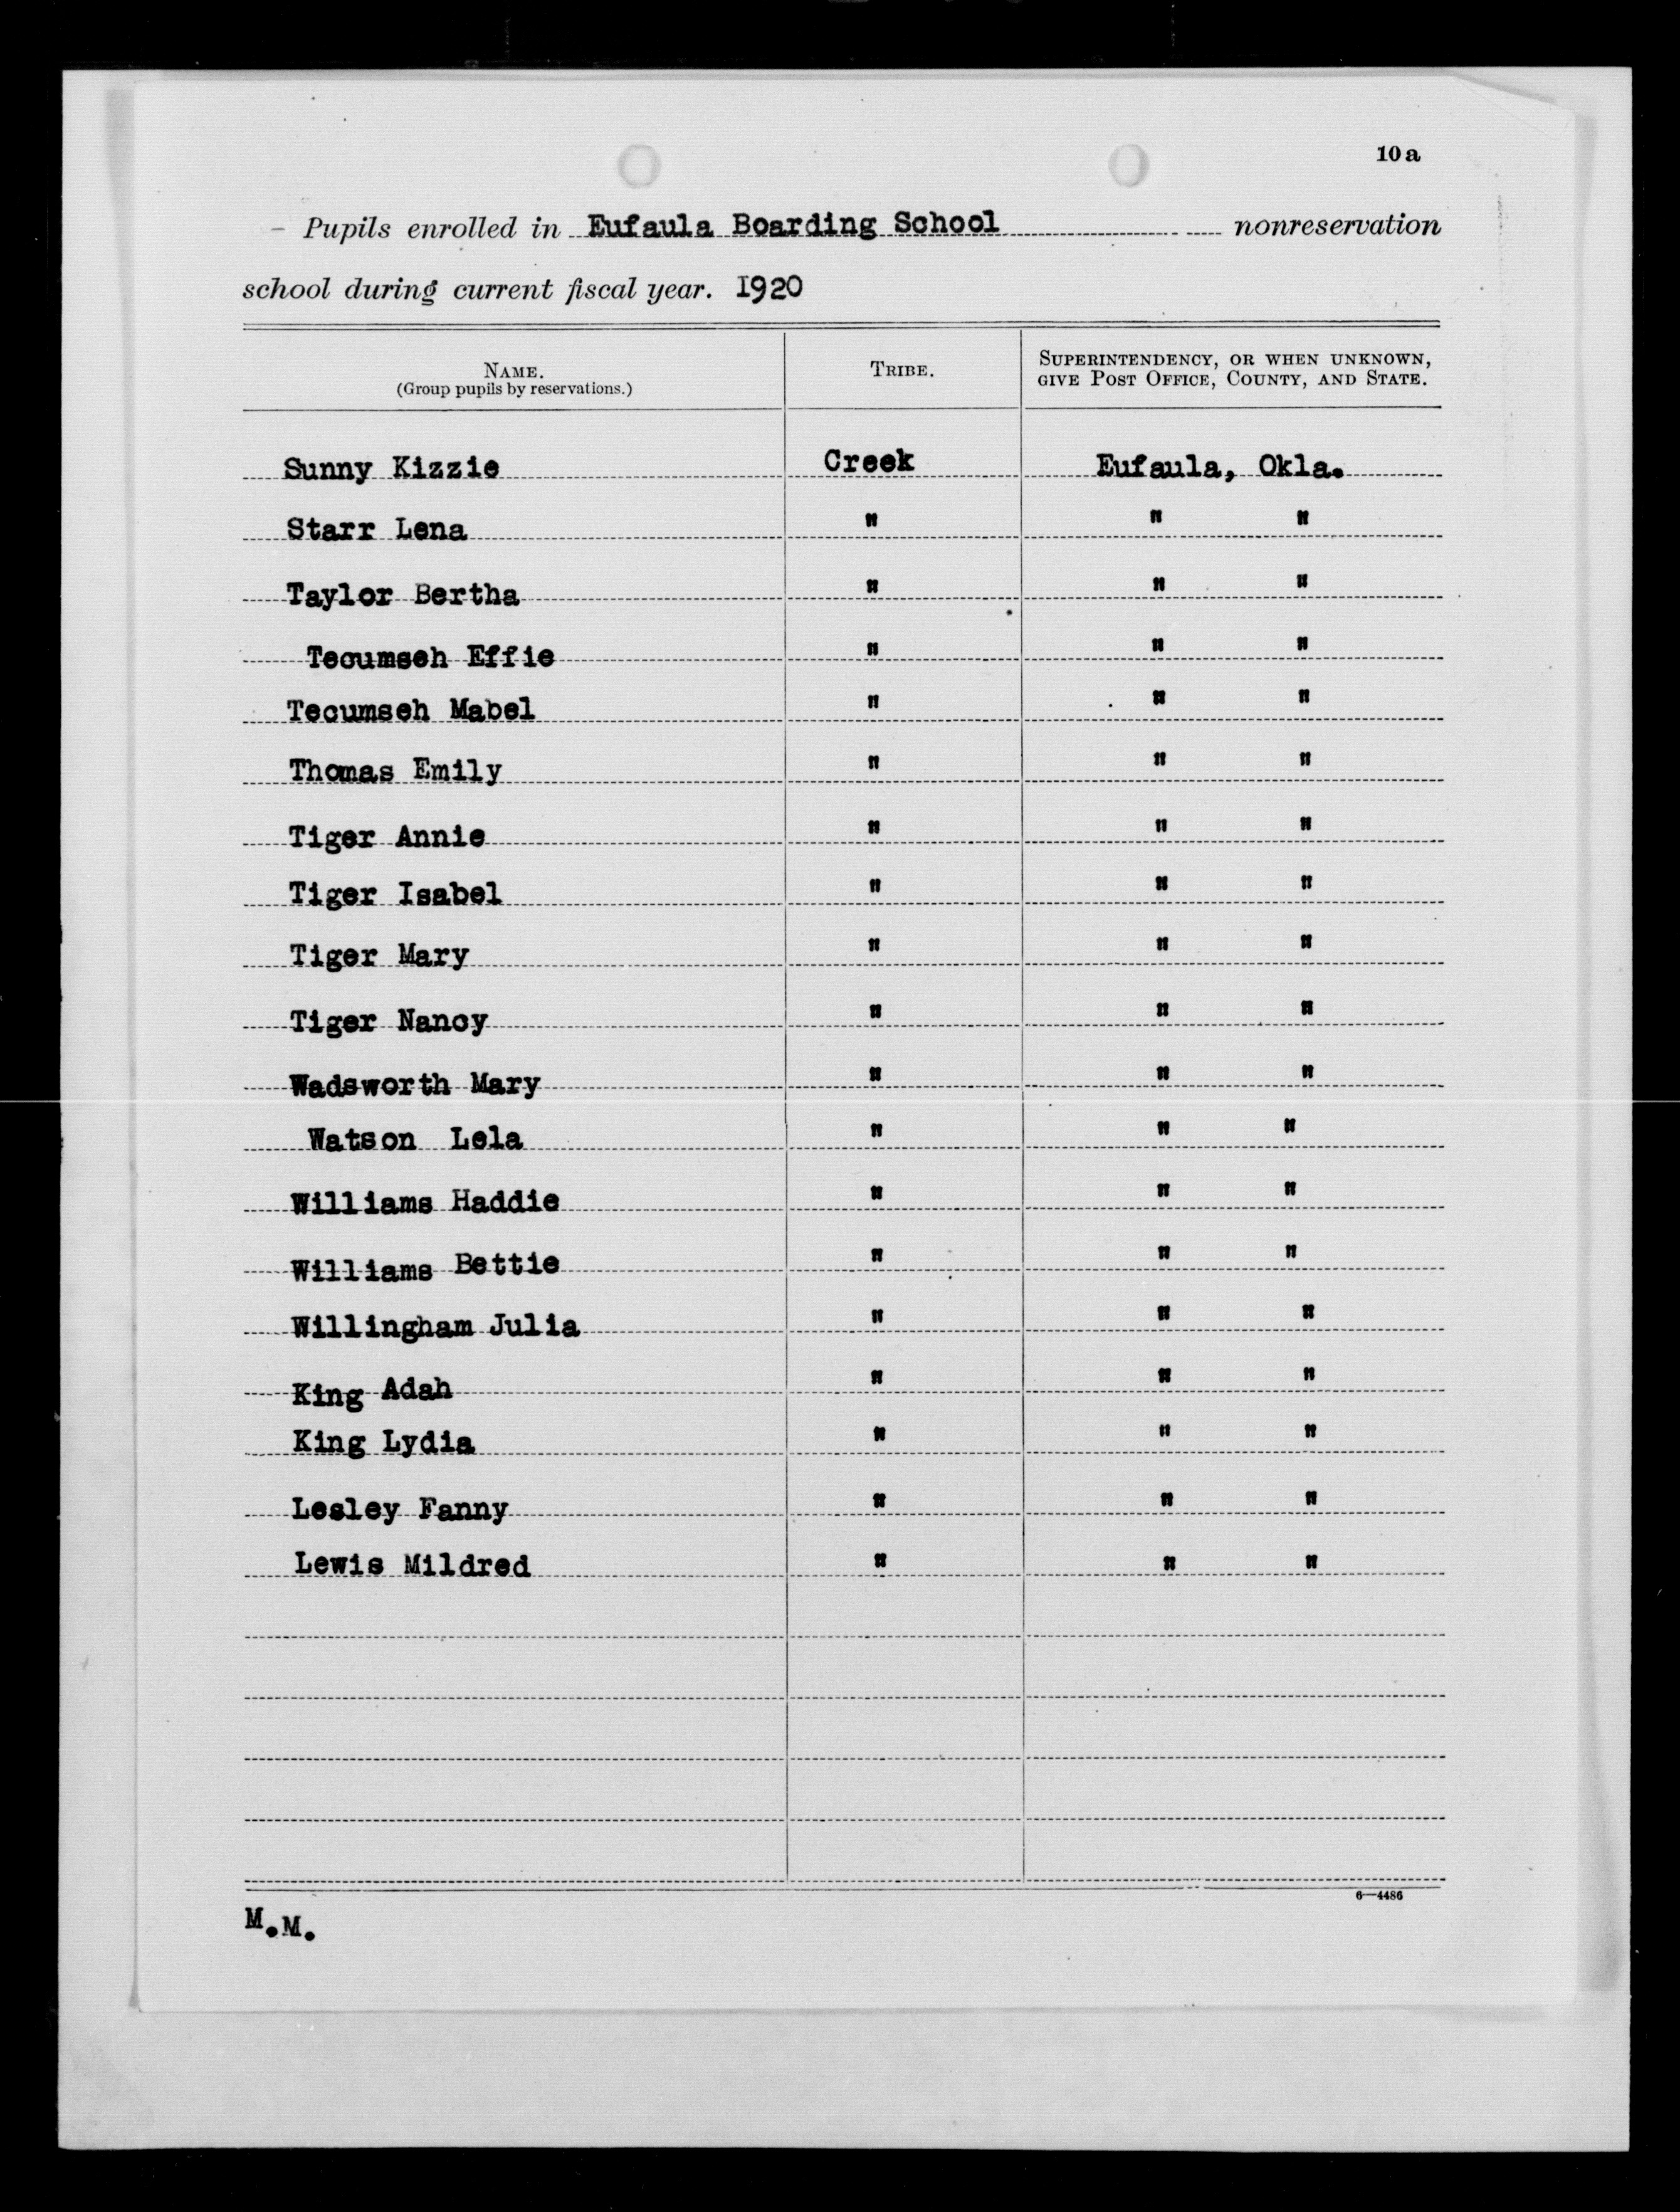 10 a
- Pupils enrolled in Eufaula Boarding School nonreservation
school during current fiscal year. 1920
NAME. TRIBE. SUPERINTENDENCY, OR WHEN UNKNOWN,
(Group pupils by reservations.) GIVE POST OFFICE, COUNTY, AND STATE.
Sunny Kizzie Creek Eufaula, Okla.
Starr Lena " " "
Taylor Bertha " " "
Tecumseh Effie " " "
Tecumseh Mabel " " "
Thomas Emily " " "
Tiger Annie " " "
Tiger Isabel " " "
Tiger Mary " " "
Tiger Nancy " " "
Wadsworth Mary " " "
Watson Lela " " "
Williams Haddie " " "
Williams Bettie " " "
Willingham Julia " " "
King Adah " " "
King Lydia " " "
Lesley Fanny " " "
Lewis Mildred " " "
6—4486
M.M.